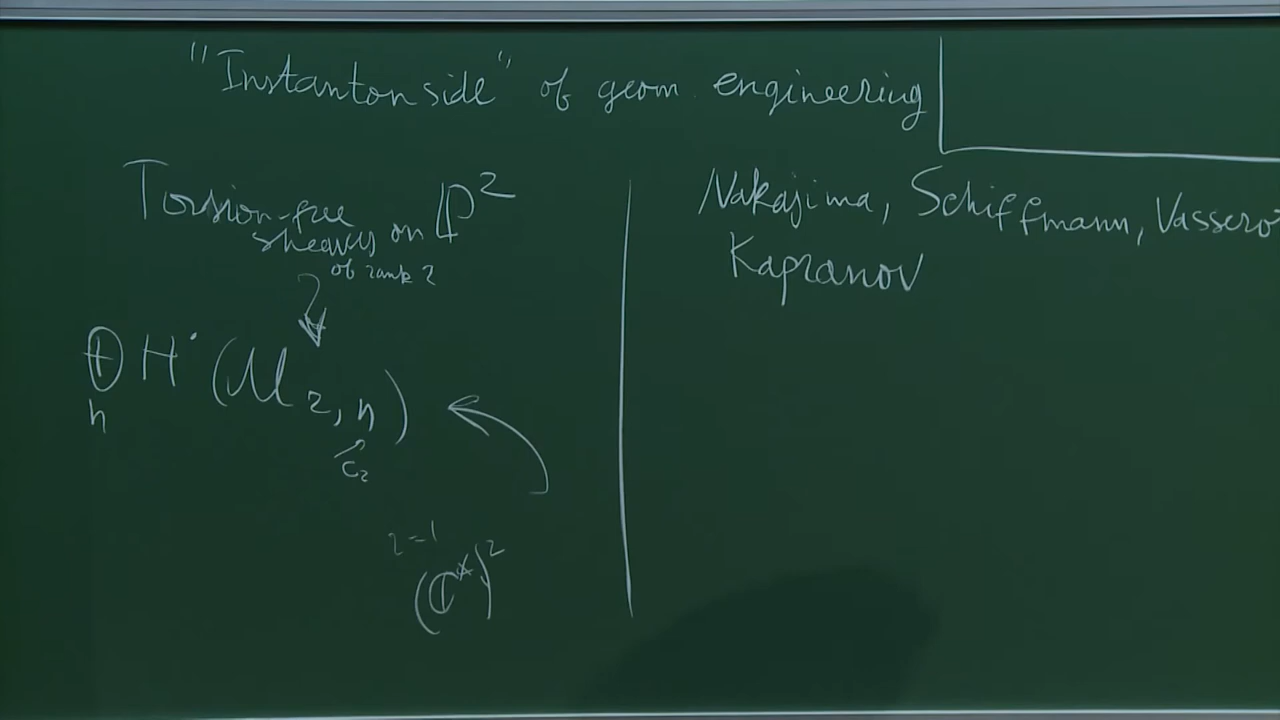 "Instanton side" of geom. engineering
Torsion-free
sheaves on ℙ²
of rank r
⊕ H˙(ℳ r, n)
n
c₂
r=1
(ℂ*)²
Nakajima, Schiffmann, Vassero
Kapranov